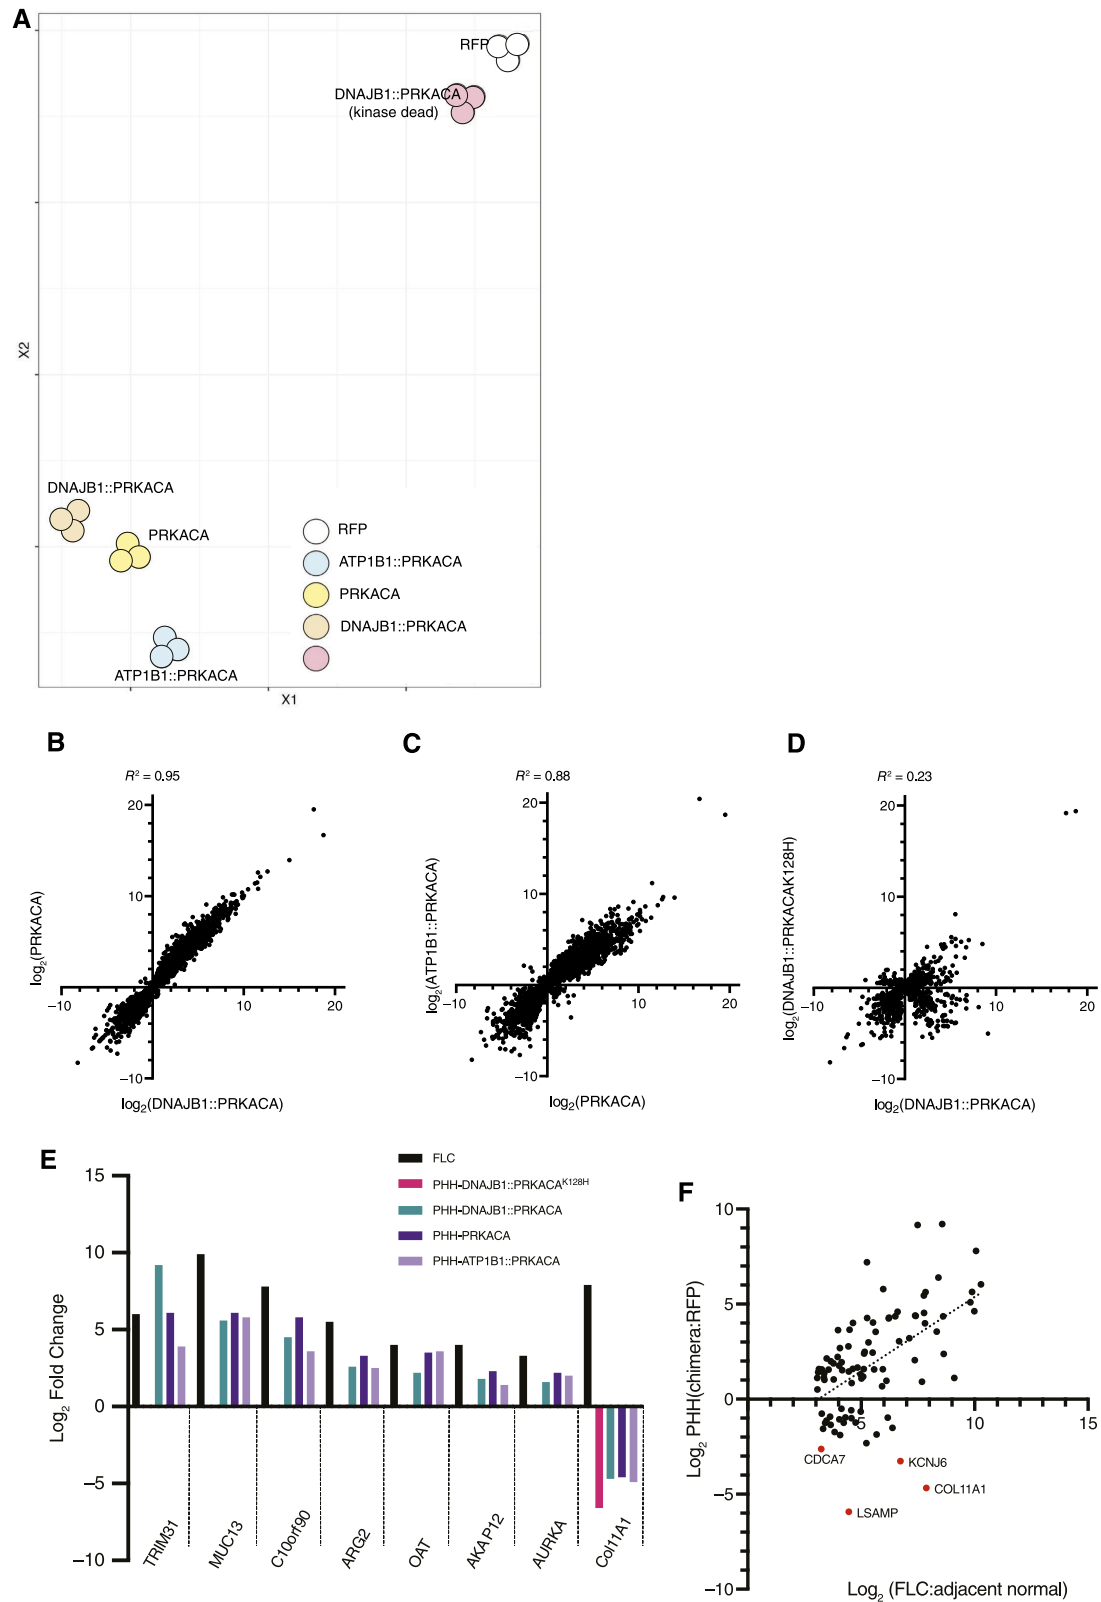 A
RFP
DNAJB1::PRKACA
(kinase dead)
X2
DNAJB1::PRKACA
PRKACA
ATP1B1::PRKACA
RFP
ATP1B1::PRKACA
PRKACA
DNAJB1::PRKACA
X1
B
R² = 0.95
20
10
−10
10
20
−10
log₂(PRKACA)
log₂(DNAJB1::PRKACA)
C
R² = 0.88
20
10
−10
10
20
−10
log₂(ATP1B1::PRKACA)
log₂(PRKACA)
D
R² = 0.23
20
10
−10
10
20
−10
log₂(DNAJB1::PRKACAK128H)
log₂(DNAJB1::PRKACA)
E
FLC
PHH-DNAJB1::PRKACAᴷ¹²⁸ᴴ
PHH-DNAJB1::PRKACA
PHH-PRKACA
PHH-ATP1B1::PRKACA
Log₂ Fold Change
15
10
5
0
−5
−10
TRIM31
MUC13
C10orf90
ARG2
OAT
AKAP12
AURKA
Col11A1
F
Log₂ PHH(chimera:RFP)
10
5
0
−5
−10
5
10
15
CDCA7
KCNJ6
COL11A1
LSAMP
Log₂ (FLC:adjacent normal)